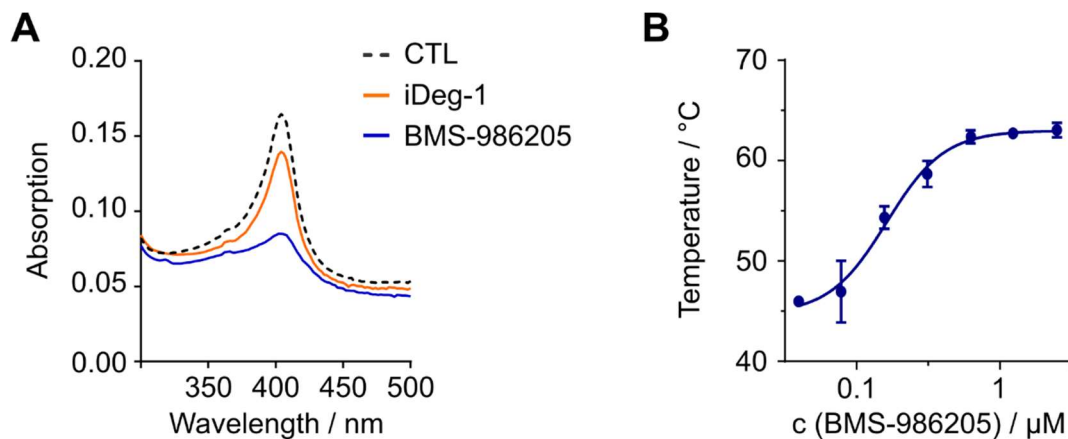 A
CTL
iDeg-1
BMS-986205
Absorption
0.20
0.15
0.10
0.05
0.00
350
400
450
500
Wavelength / nm
B
Temperature / °C
70
60
50
40
0.1
1
c (BMS-986205) / µM